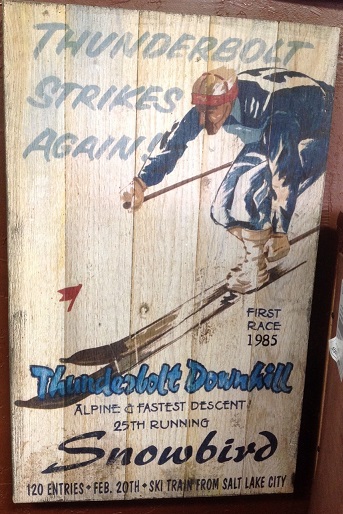 THUNDERBOLT
STRIKES
AGAIN!
FIRST
RACE
1985
Thunderbolt Downhill
ALPINE & FASTEST DESCENT!
25TH RUNNING
Snowbird
120 ENTRIES • FEB. 20TH • SKI TRAIN FROM SALT LAKE CITY